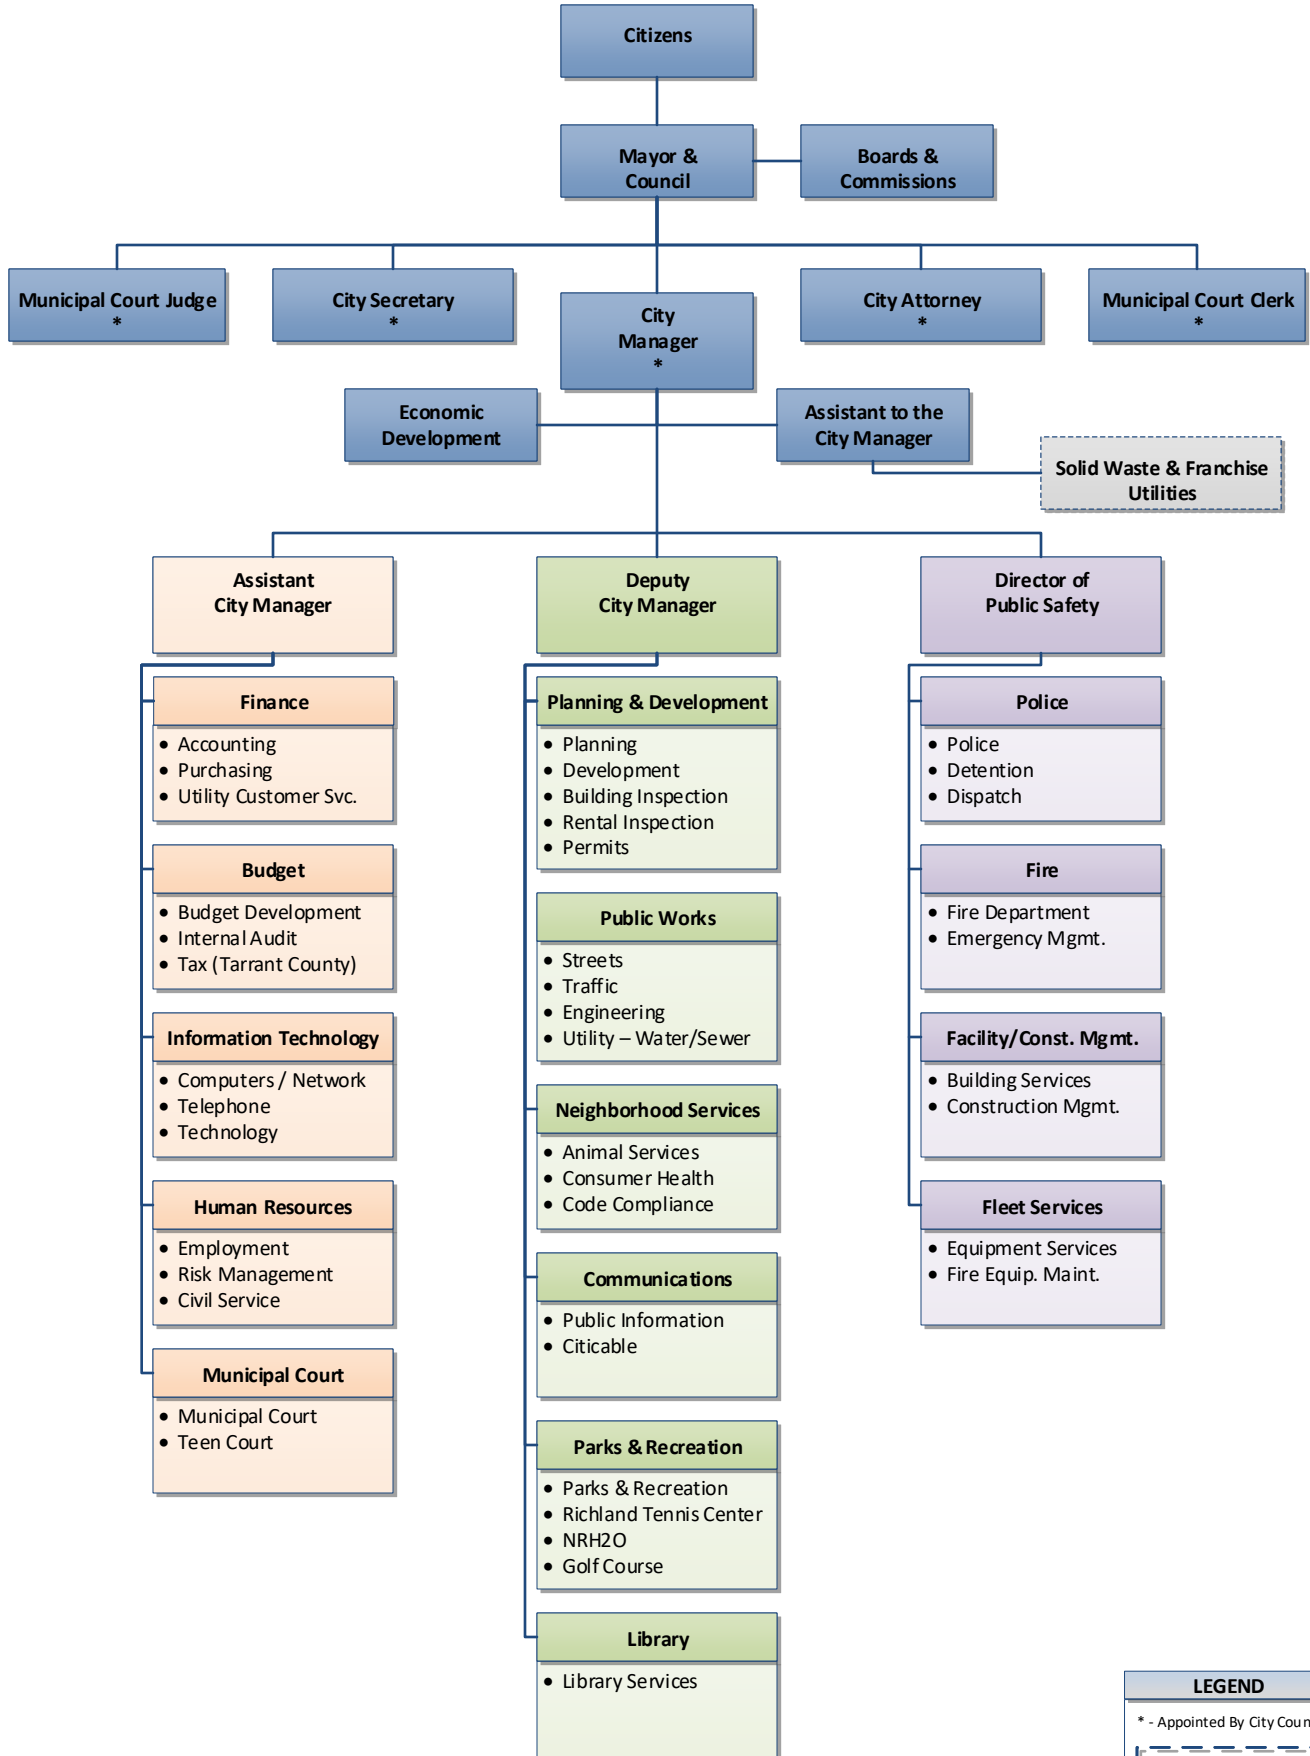 Citizens
Mayor &
Council
Boards &
Commissions
Municipal Court Judge
*
City Secretary
*
City
Manager
*
City Attorney
*
Municipal Court Clerk
*
Economic
Development
Assistant to the
City Manager
Solid Waste & Franchise
Utilities
Assistant
City Manager
Finance
• Accounting
• Purchasing
• Utility Customer Svc.
Budget
• Budget Development
• Internal Audit
• Tax (Tarrant County)
Information Technology
• Computers / Network
• Telephone
• Technology
Human Resources
• Employment
• Risk Management
• Civil Service
Municipal Court
• Municipal Court
• Teen Court
Deputy
City Manager
Planning & Development
• Planning
• Development
• Building Inspection
• Rental Inspection
• Permits
Public Works
• Streets
• Traffic
• Engineering
• Utility – Water/Sewer
Neighborhood Services
• Animal Services
• Consumer Health
• Code Compliance
Communications
• Public Information
• Citicable
Parks & Recreation
• Parks & Recreation
• Richland Tennis Center
• NRH2O
• Golf Course
Library
• Library Services
Director of
Public Safety
Police
• Police
• Detention
• Dispatch
Fire
• Fire Department
• Emergency Mgmt.
Facility/Const. Mgmt.
• Building Services
• Construction Mgmt.
Fleet Services
• Equipment Services
• Fire Equip. Maint.
LEGEND
* - Appointed By City